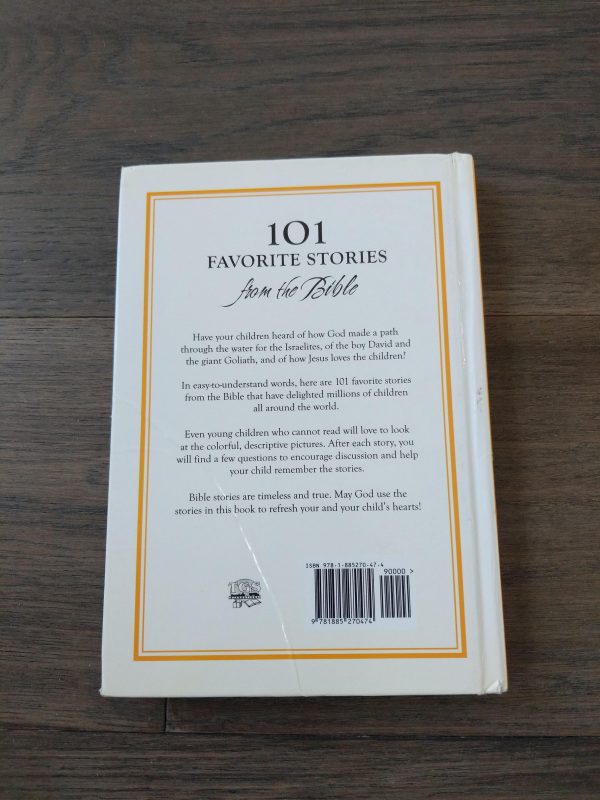 101
FAVORITE STORIES
from the Bible
Have your children heard of how God made a path
through the water for the Israelites, of the boy David and
the giant Goliath, and of how Jesus loves the children?
In easy-to-understand words, here are 101 favorite stories
from the Bible that have delighted millions of children
all around the world.
Even young children who cannot read will love to look
at the colorful, descriptive pictures. After each story, you
will find a few questions to encourage discussion and help
your child remember the stories.
Bible stories are timeless and true. May God use the
stories in this book to refresh your and your child's hearts!
ISBN 978-1-885270-47-4
90000 >
TGS
9 781885 270474